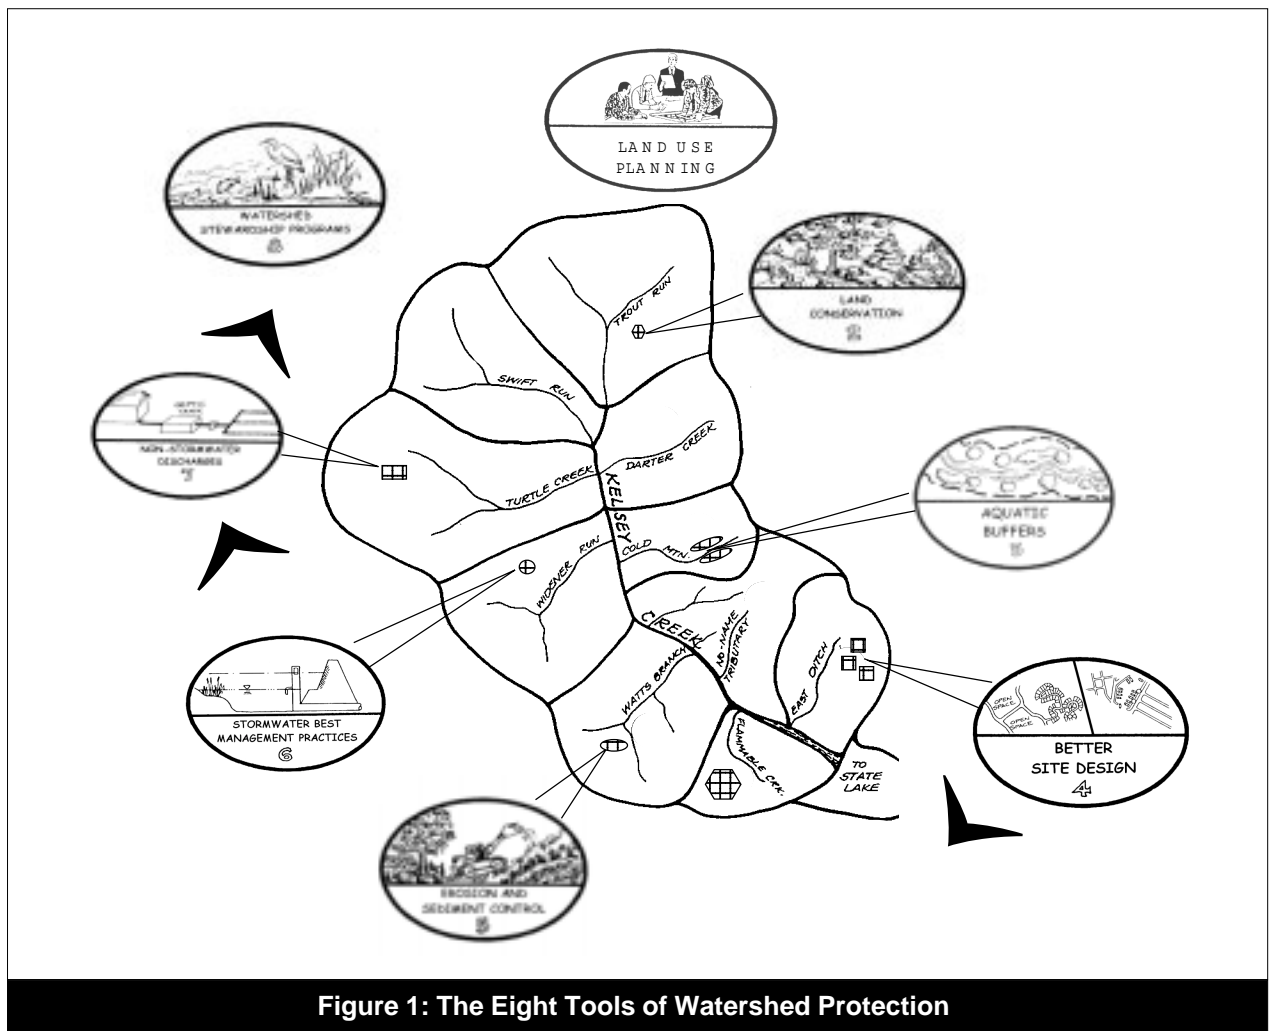 LAND USE
PLANNING
WATERSHED
STEWARDSHIP PROGRAMS
8
LAND
CONSERVATION
2
TROUT RUN
SWIFT RUN
NON-STORMWATER
DISCHARGES
7
TURTLE CREEK
DARTER CREEK
KELSEY
CREEK
AQUATIC
BUFFERS
COLD MTN.
WIDENER RUN
NO-NAME
TRIBUTARY
WATTS BRANCH
EAST DITCH
STORMWATER BEST
MANAGEMENT PRACTICES
6
OPEN
SPACE
OPEN
SPACE
BETTER
SITE DESIGN
4
FLAMMABLE CRK.
TO
STATE
LAKE
EROSION AND
SEDIMENT CONTROL
5
Figure 1: The Eight Tools of Watershed Protection